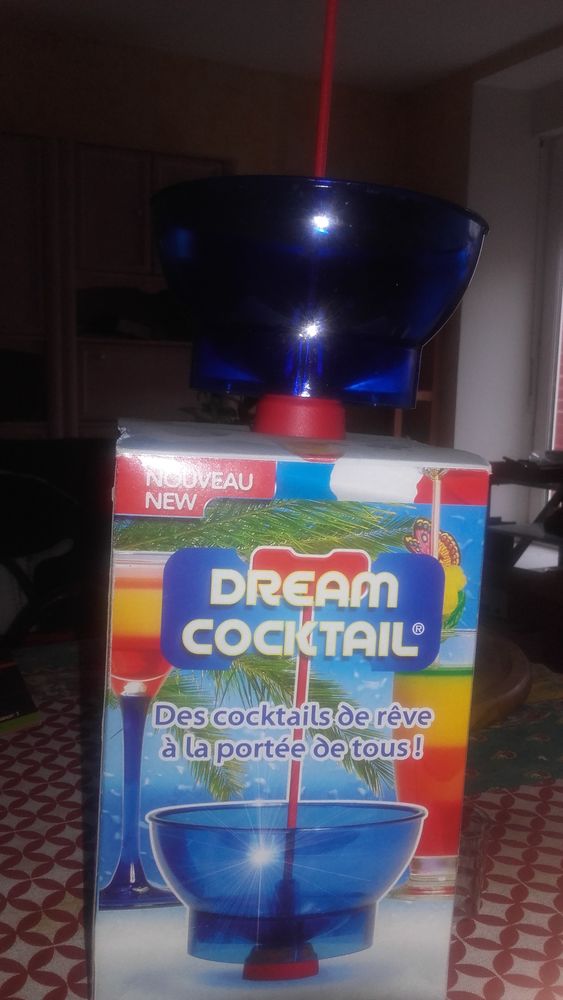 NOUVEAU
NEW
DREAM
COCKTAIL®
Des cocktails de rêve
à la portée de tous !